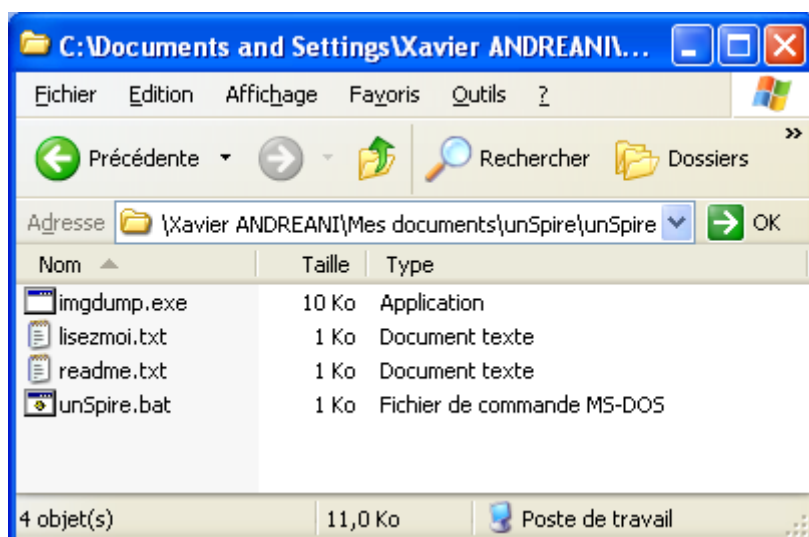 C:\Documents and Settings\Xavier ANDREANI\...
Fichier Edition Affichage Favoris Outils ?
Précédente Rechercher Dossiers »
Adresse \Xavier ANDREANI\Mes documents\unSpire\unSpire OK
Nom Taille Type
imgdump.exe 10 Ko Application
lisezmoi.txt 1 Ko Document texte
readme.txt 1 Ko Document texte
unSpire.bat 1 Ko Fichier de commande MS-DOS
4 objet(s) 11,0 Ko Poste de travail